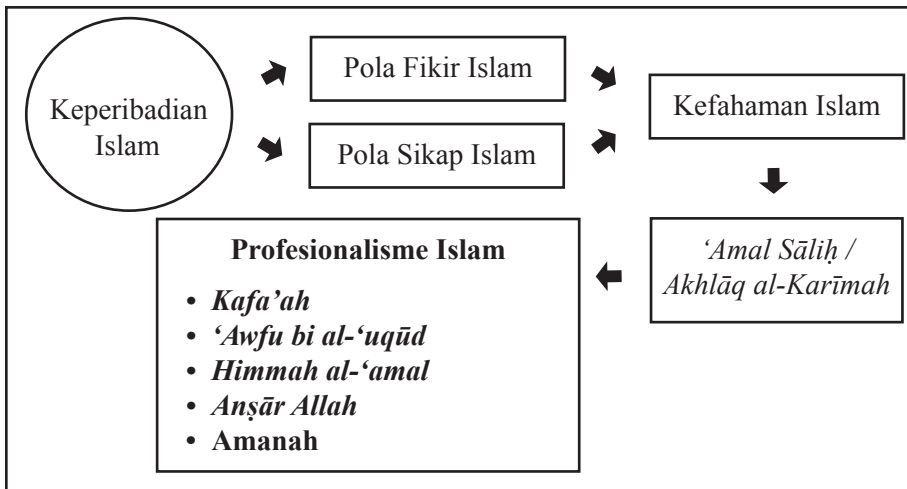 Keperibadian
Islam
Pola Fikir Islam
Pola Sikap Islam
Kefahaman Islam
‘Amal Sāliḥ /
Akhlāq al-Karīmah
Profesionalisme Islam
• Kafa’ah
• ‘Awfu bi al-‘uqūd
• Himmah al-‘amal
• Anṣār Allah
• Amanah